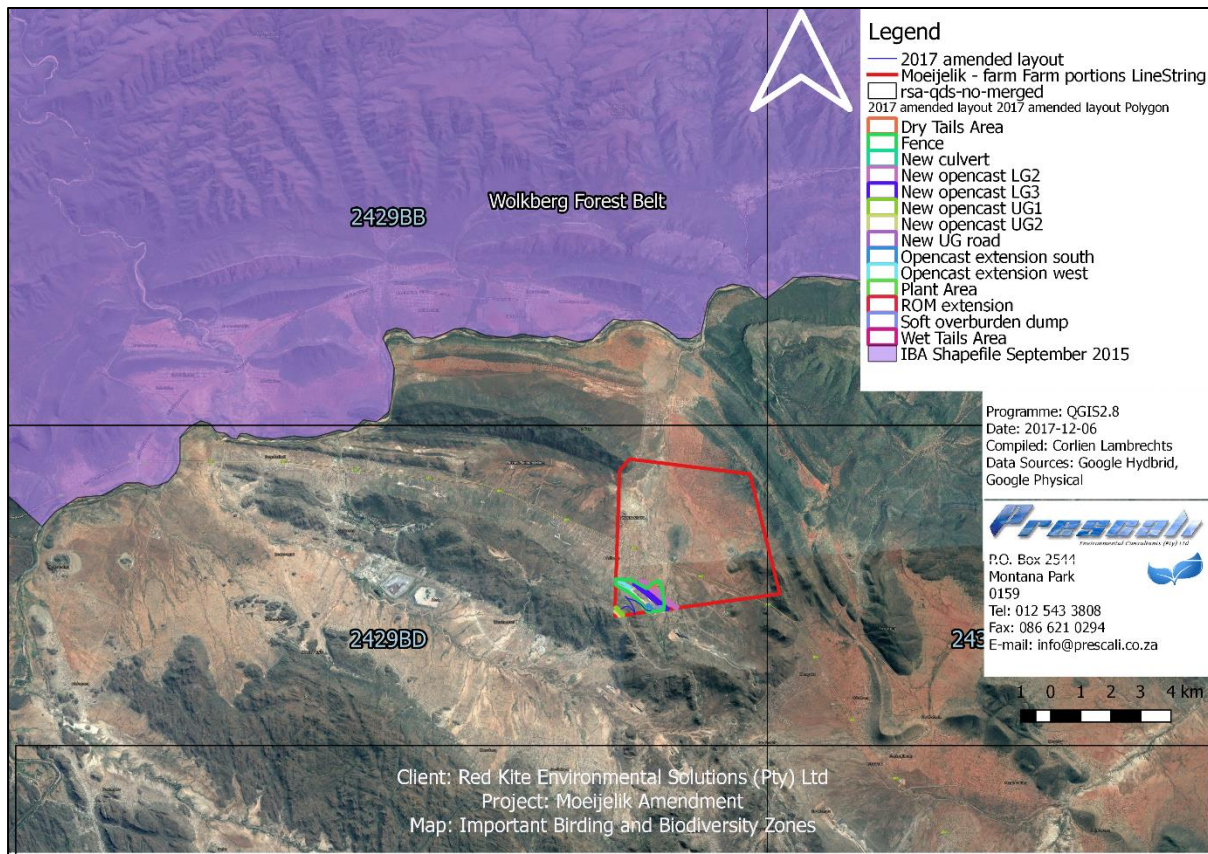 Legend
2017 amended layout
Moeijelik - farm Farm portions LineString
rsa-qds-no-merged
2017 amended layout 2017 amended layout Polygon
Dry Tails Area
Fence
New culvert
New opencast LG2
New opencast LG3
New opencast UG1
New opencast UG2
New UG road
Opencast extension south
Opencast extension west
Plant Area
ROM extension
Soft overburden dump
Wet Tails Area
IBA Shapefile September 2015
Wolkberg Forest Belt
2429BB
Programme: QGIS2.8
Date: 2017-12-06
Compiled: Corlien Lambrechts
Data Sources: Google Hydbrid,
Google Physical
Prescali
Environmental Consultants (Pty) Ltd
P.O. Box 2544
Montana Park
0159
Tel: 012 543 3808
Fax: 086 621 0294
E-mail: info@prescali.co.za
2429BD
243
1 0 1 2 3 4 km
Client: Red Kite Environmental Solutions (Pty) Ltd
Project: Moeijelik Amendment
Map: Important Birding and Biodiversity Zones